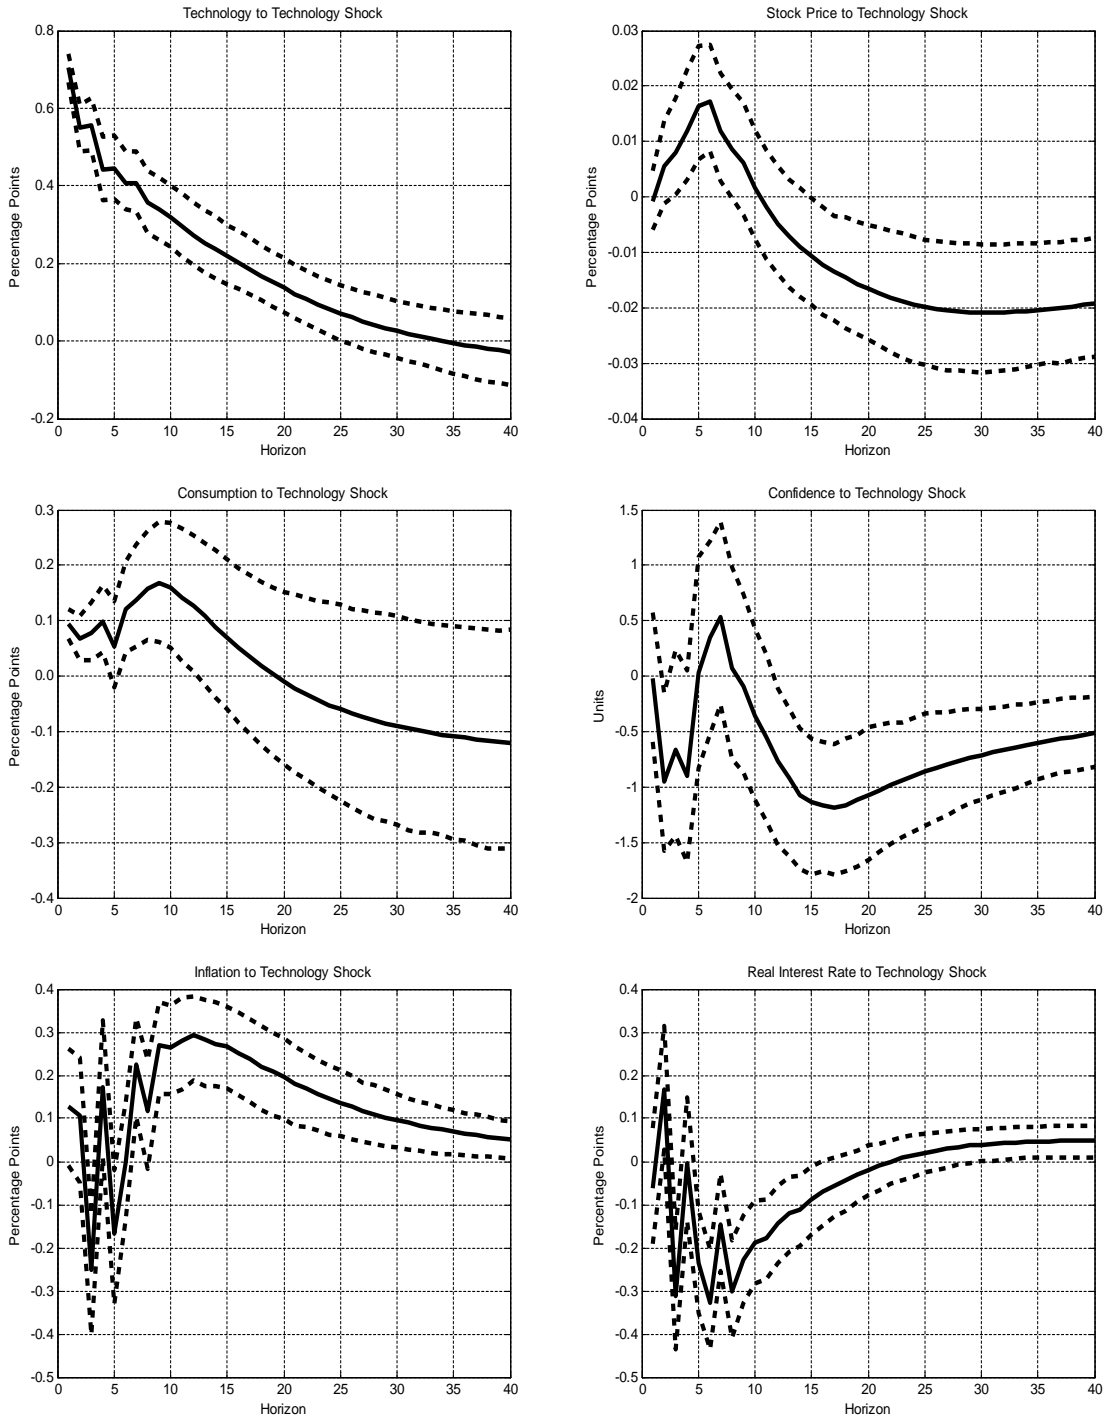 Technology to Technology Shock
Percentage Points
0.8
0.6
0.4
0.2
0.0
-0.2
0 5 10 15 20 25 30 35 40
Horizon
Stock Price to Technology Shock
Percentage Points
0.03
0.02
0.01
0
-0.01
-0.02
-0.03
-0.04
0 5 10 15 20 25 30 35 40
Horizon
Consumption to Technology Shock
Percentage Points
0.3
0.2
0.1
0.0
-0.1
-0.2
-0.3
-0.4
0 5 10 15 20 25 30 35 40
Horizon
Confidence to Technology Shock
Units
1.5
1
0.5
0
-0.5
-1
-1.5
-2
0 5 10 15 20 25 30 35 40
Horizon
Inflation to Technology Shock
Percentage Points
0.4
0.3
0.2
0.1
0
-0.1
-0.2
-0.3
-0.4
-0.5
0 5 10 15 20 25 30 35 40
Horizon
Real Interest Rate to Technology Shock
Percentage Points
0.4
0.3
0.2
0.1
0
-0.1
-0.2
-0.3
-0.4
-0.5
0 5 10 15 20 25 30 35 40
Horizon